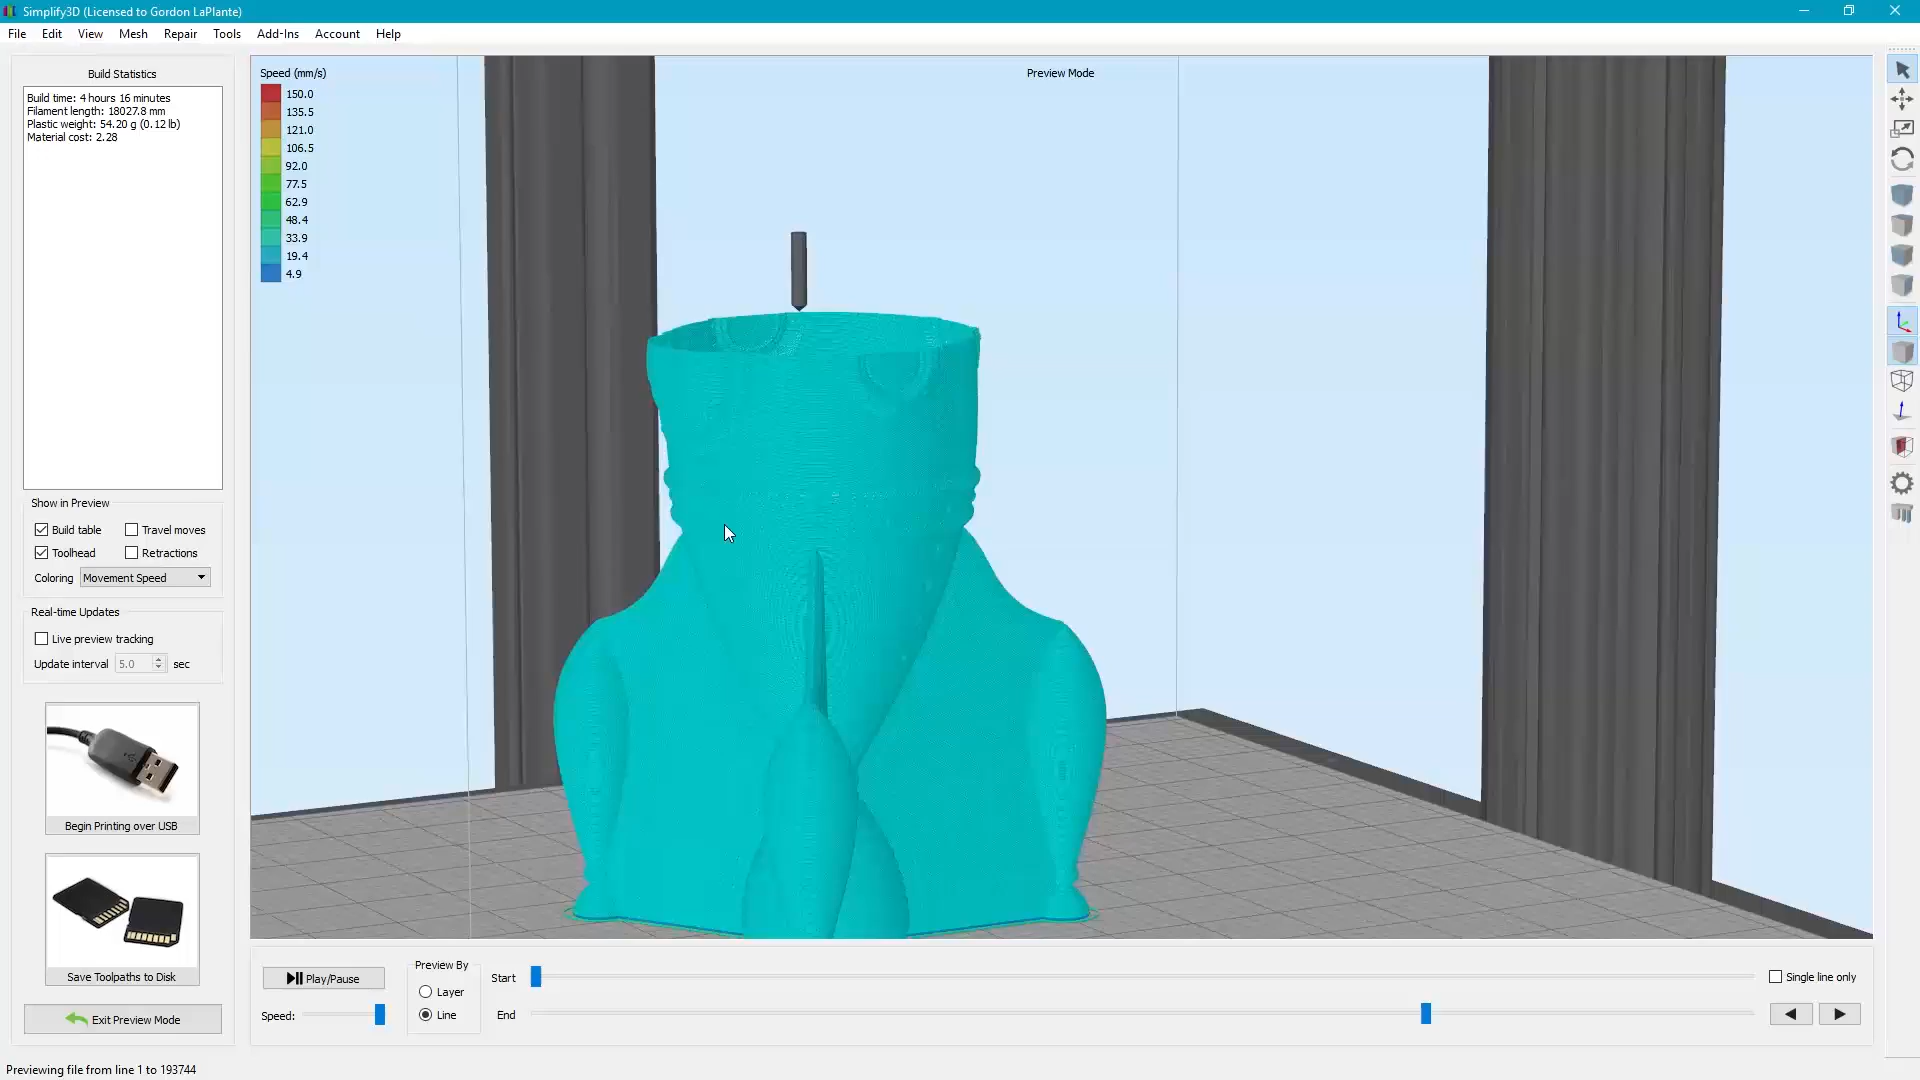 Simplify3D (Licensed to Gordon LaPlante)
File Edit View Mesh Repair Tools Add-Ins Account Help
Build Statistics
Build time: 4 hours 16 minutes
Filament length: 18027.8 mm
Plastic weight: 54.20 g (0.12 lb)
Material cost: 2.28
Speed (mm/s)
150.0
135.5
121.0
106.5
92.0
77.5
62.9
48.4
33.9
19.4
4.9
Preview Mode
Show in Preview
Build table Travel moves
Toolhead Retractions
Coloring Movement Speed
Real-time Updates
Live preview tracking
Update interval 5.0 sec
Begin Printing over USB
Save Toolpaths to Disk
Exit Preview Mode
Play/Pause
Speed:
Preview By
Layer
Line
Start
End
Single line only
Previewing file from line 1 to 193744